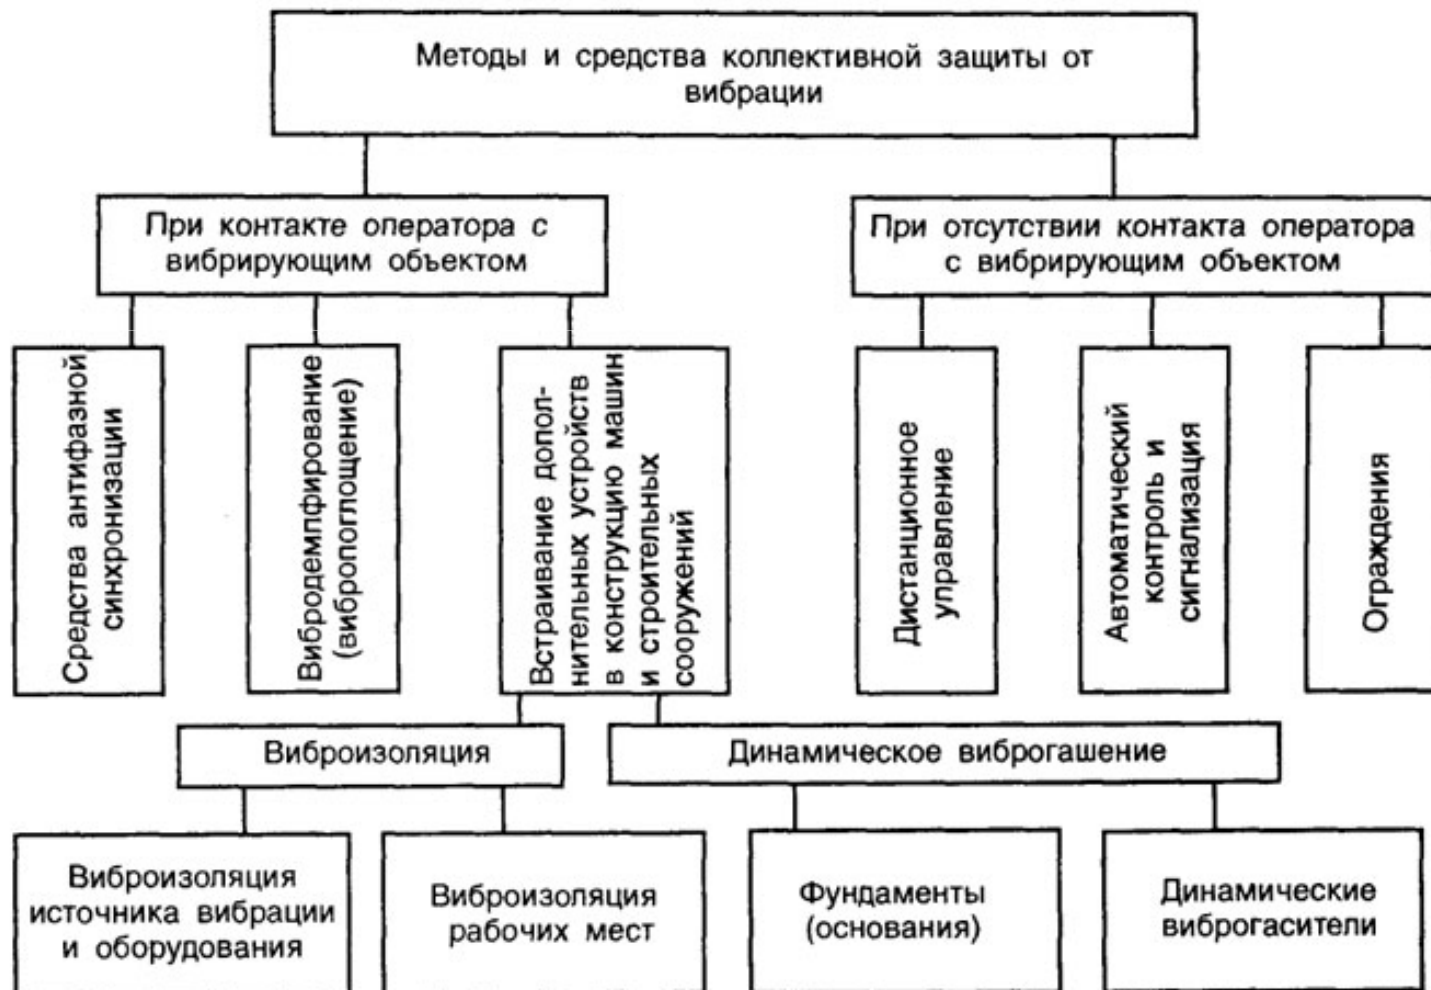 Методы и средства коллективной защиты от
вибрации
При контакте оператора с
вибрирующим объектом
При отсутствии контакта оператора
с вибрирующим объектом
Средства антифазной
синхронизации
Вибродемпфирование
(вибропоглощение)
Встраивание допол-
нительных устройств
в конструкцию машин
и строительных
сооружений
Дистанционное
управление
Автоматический
контроль и
сигнализация
Ограждения
Виброизоляция
Динамическое виброгашение
Виброизоляция
источника вибрации
и оборудования
Виброизоляция
рабочих мест
Фундаменты
(основания)
Динамические
виброгасители